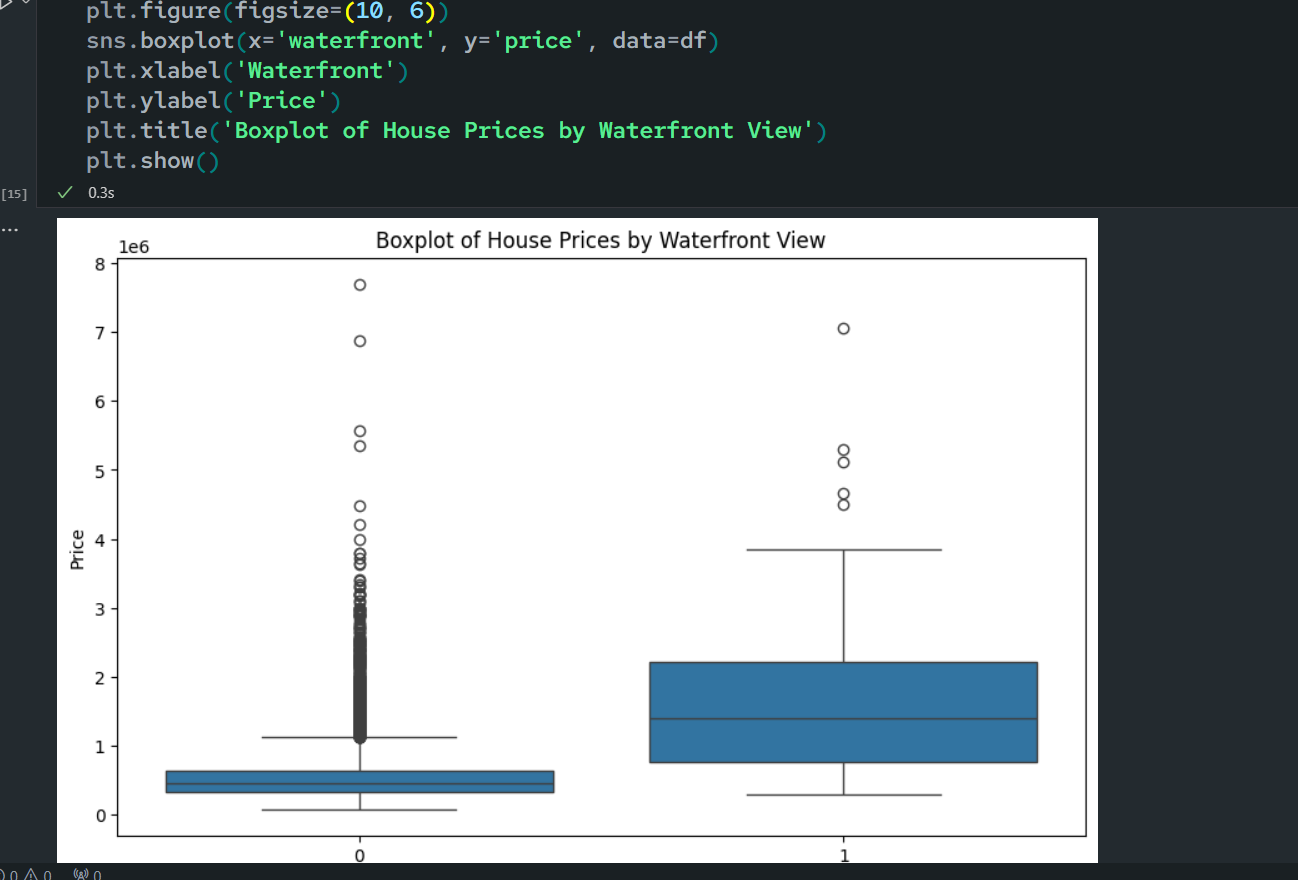 plt.figure(figsize=(10, 6))
sns.boxplot(x='waterfront', y='price', data=df)
plt.xlabel('Waterfront')
plt.ylabel('Price')
plt.title('Boxplot of House Prices by Waterfront View')
plt.show()
[15] ✓ 0.3s
...
Boxplot of House Prices by Waterfront View
1e6
8
7
6
5
4
3
2
1
0
Price
0 1
0 0 0